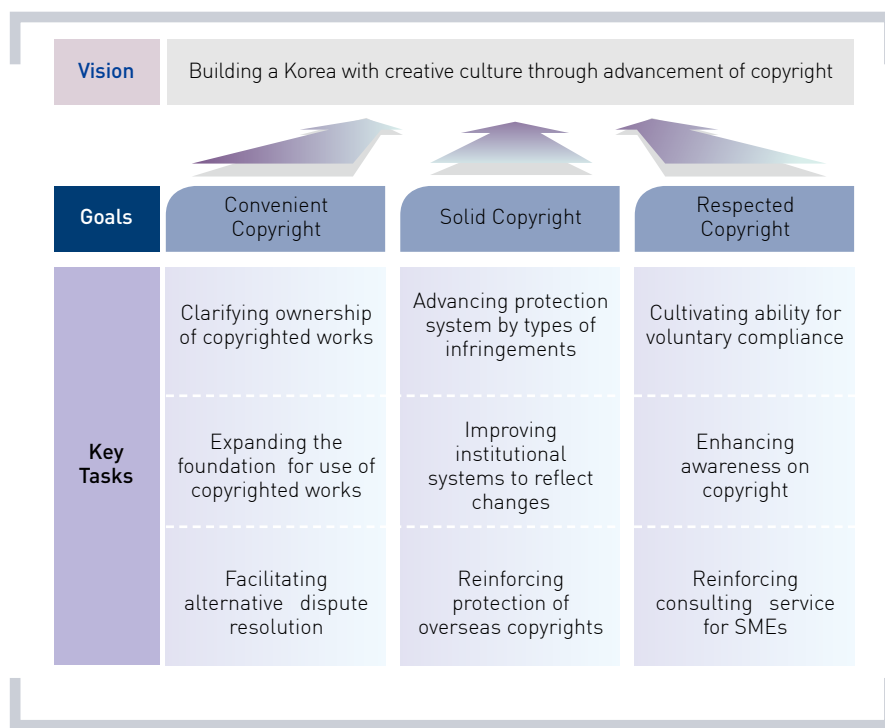 Vision
Building a Korea with creative culture through advancement of copyright
Goals
Convenient
Copyright
Solid Copyright
Respected
Copyright
Key
Tasks
Clarifying ownership
of copyrighted works
Advancing protection
system by types of
infringements
Cultivating ability for
voluntary compliance
Expanding the
foundation for use of
copyrighted works
Improving
institutional
systems to reflect
changes
Enhancing
awareness on
copyright
Facilitating
alternative dispute
resolution
Reinforcing
protection of
overseas copyrights
Reinforcing
consulting service
for SMEs